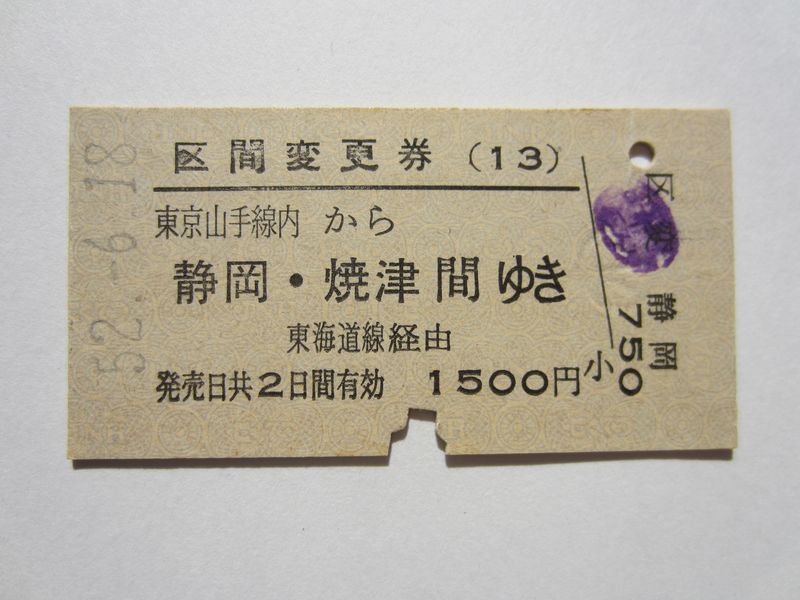 区間変更券 (13)
東京山手線内 から
静岡・焼津間ゆき
東海道線経由
発売日共2日間有効 1500円
52.-6.18
区変 静岡
小 750